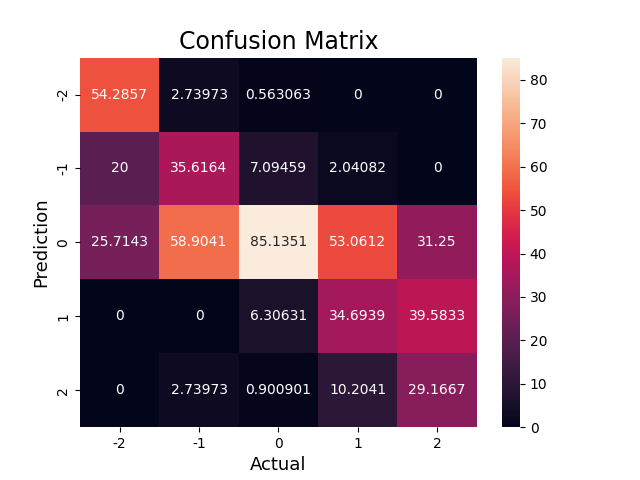 Confusion Matrix
-2 54.2857 2.73973 0.563063 0 0
-1 20 35.6164 7.09459 2.04082 0
0 25.7143 58.9041 85.1351 53.0612 31.25
1 0 0 6.30631 34.6939 39.5833
2 0 2.73973 0.900901 10.2041 29.1667
-2 -1 0 1 2
Prediction
Actual
80
70
60
50
40
30
20
10
0